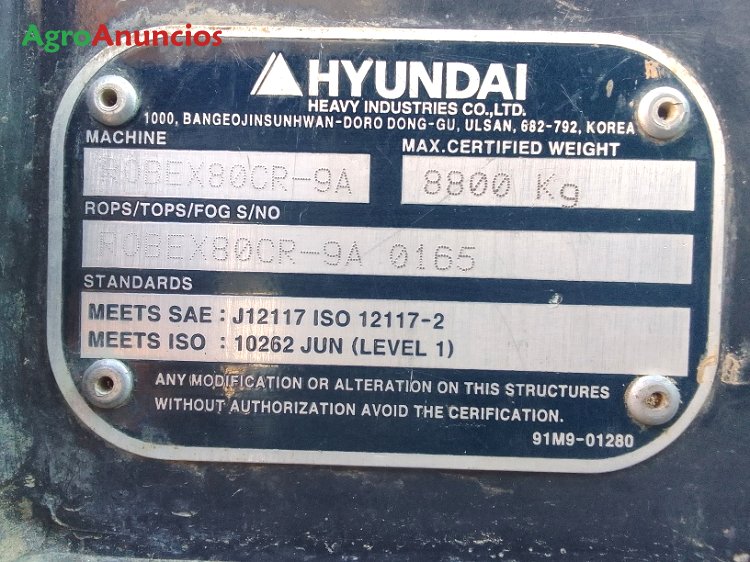 AgroAnuncios
HYUNDAI
HEAVY INDUSTRIES CO.,LTD.
1000, BANGEOJINSUNHWAN-DORO DONG-GU, ULSAN, 682-792, KOREA
MACHINE
MAX.CERTIFIED WEIGHT
ROBEX80CR-9A
8800 Kg
ROPS/TOPS/FOG S/NO
ROBEX80CR-9A 0165
STANDARDS
MEETS SAE : J12117 ISO 12117-2
MEETS ISO : 10262 JUN (LEVEL 1)
ANY MODIFICATION OR ALTERATION ON THIS STRUCTURES
WITHOUT AUTHORIZATION AVOID THE CERIFICATION.
91M9-01280